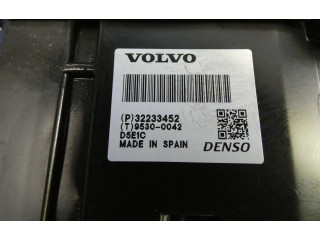 VOLVO
(P)32233452
(T)9530-0042
D5E1C
MADE IN SPAIN
DENSO